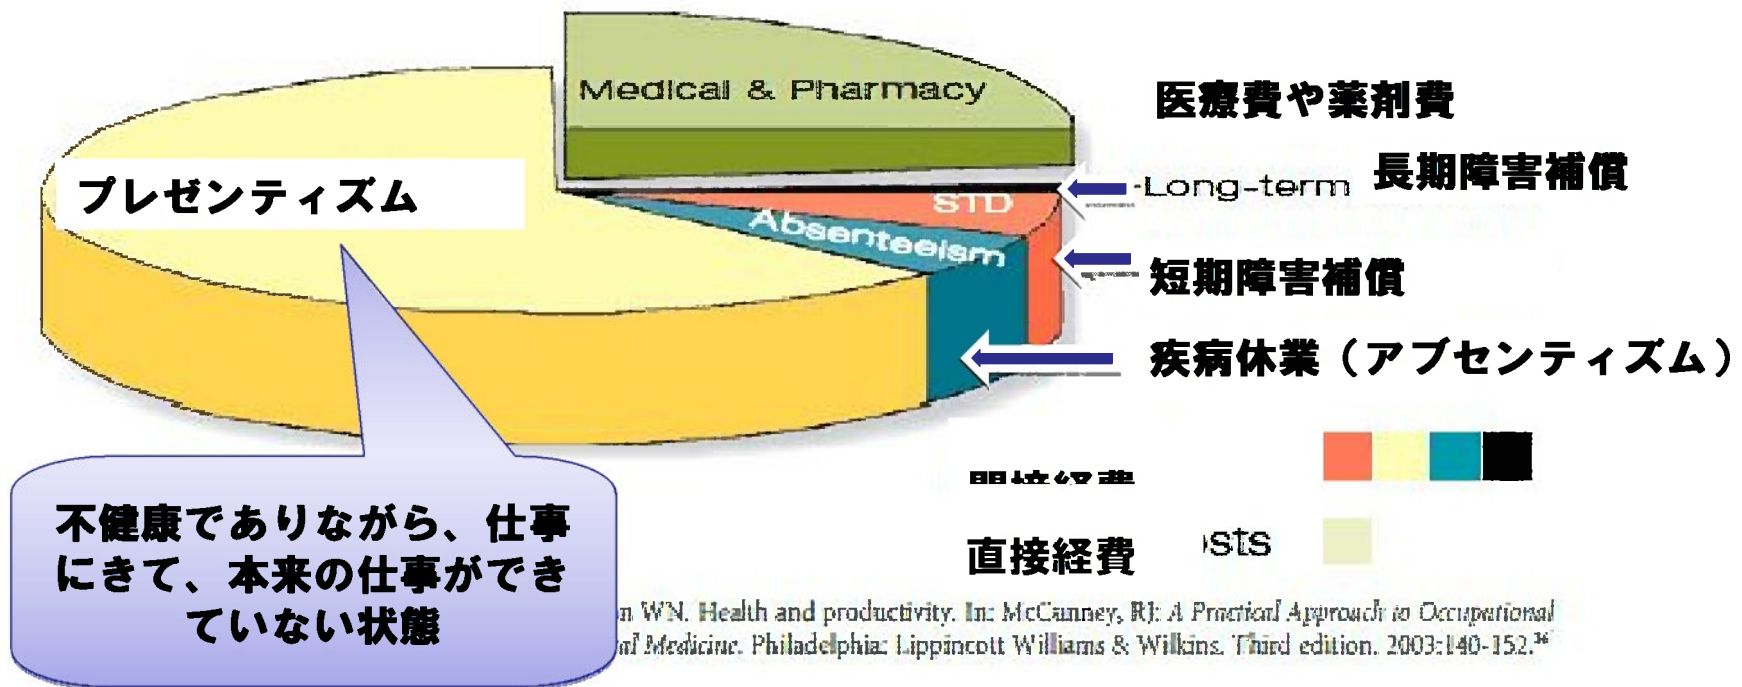 Medical & Pharmacy
医療費や薬剤費
プレゼンティズム
Long-term 長期障害補償
STD
Absenteeism
短期障害補償
疾病休業（アブセンティズム）
間接経費
直接経費 sts
不健康でありながら、仕事
にきて、本来の仕事ができ
ていない状態
n WN. Health and productivity. In: McCunney, RJ: A Practical Approach to Occupational
al Medicine. Philadelphia: Lippincott Williams & Wilkins. Third edition. 2003:140-152.